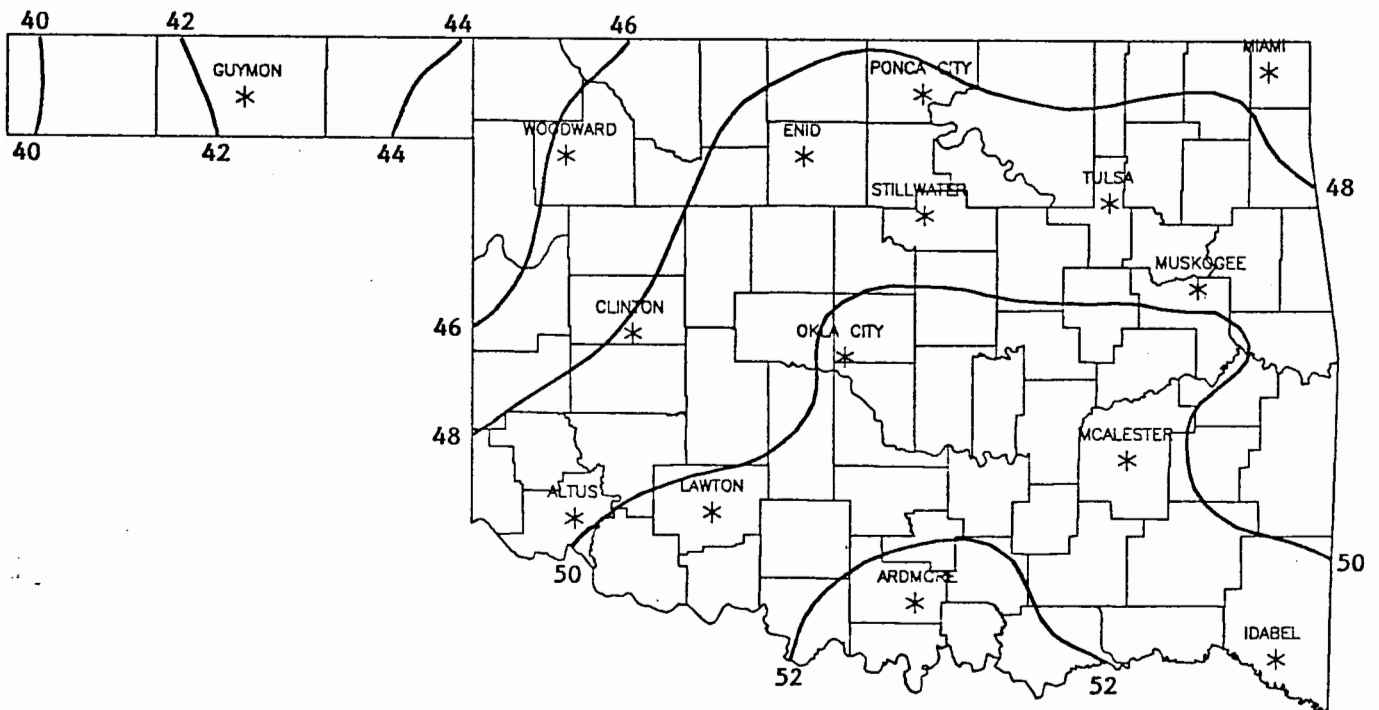 40
42
44
46
GUYMON
PONCA CITY
MIAMI
WOODWARD
ENID
40
42
44
STILLWATER
TULSA
48
MUSKOGEE
CLINTON
46
OKLA CITY
48
MCALESTER
ALTUS
LAWTON
50
50
ARDMORE
IDABEL
52
52